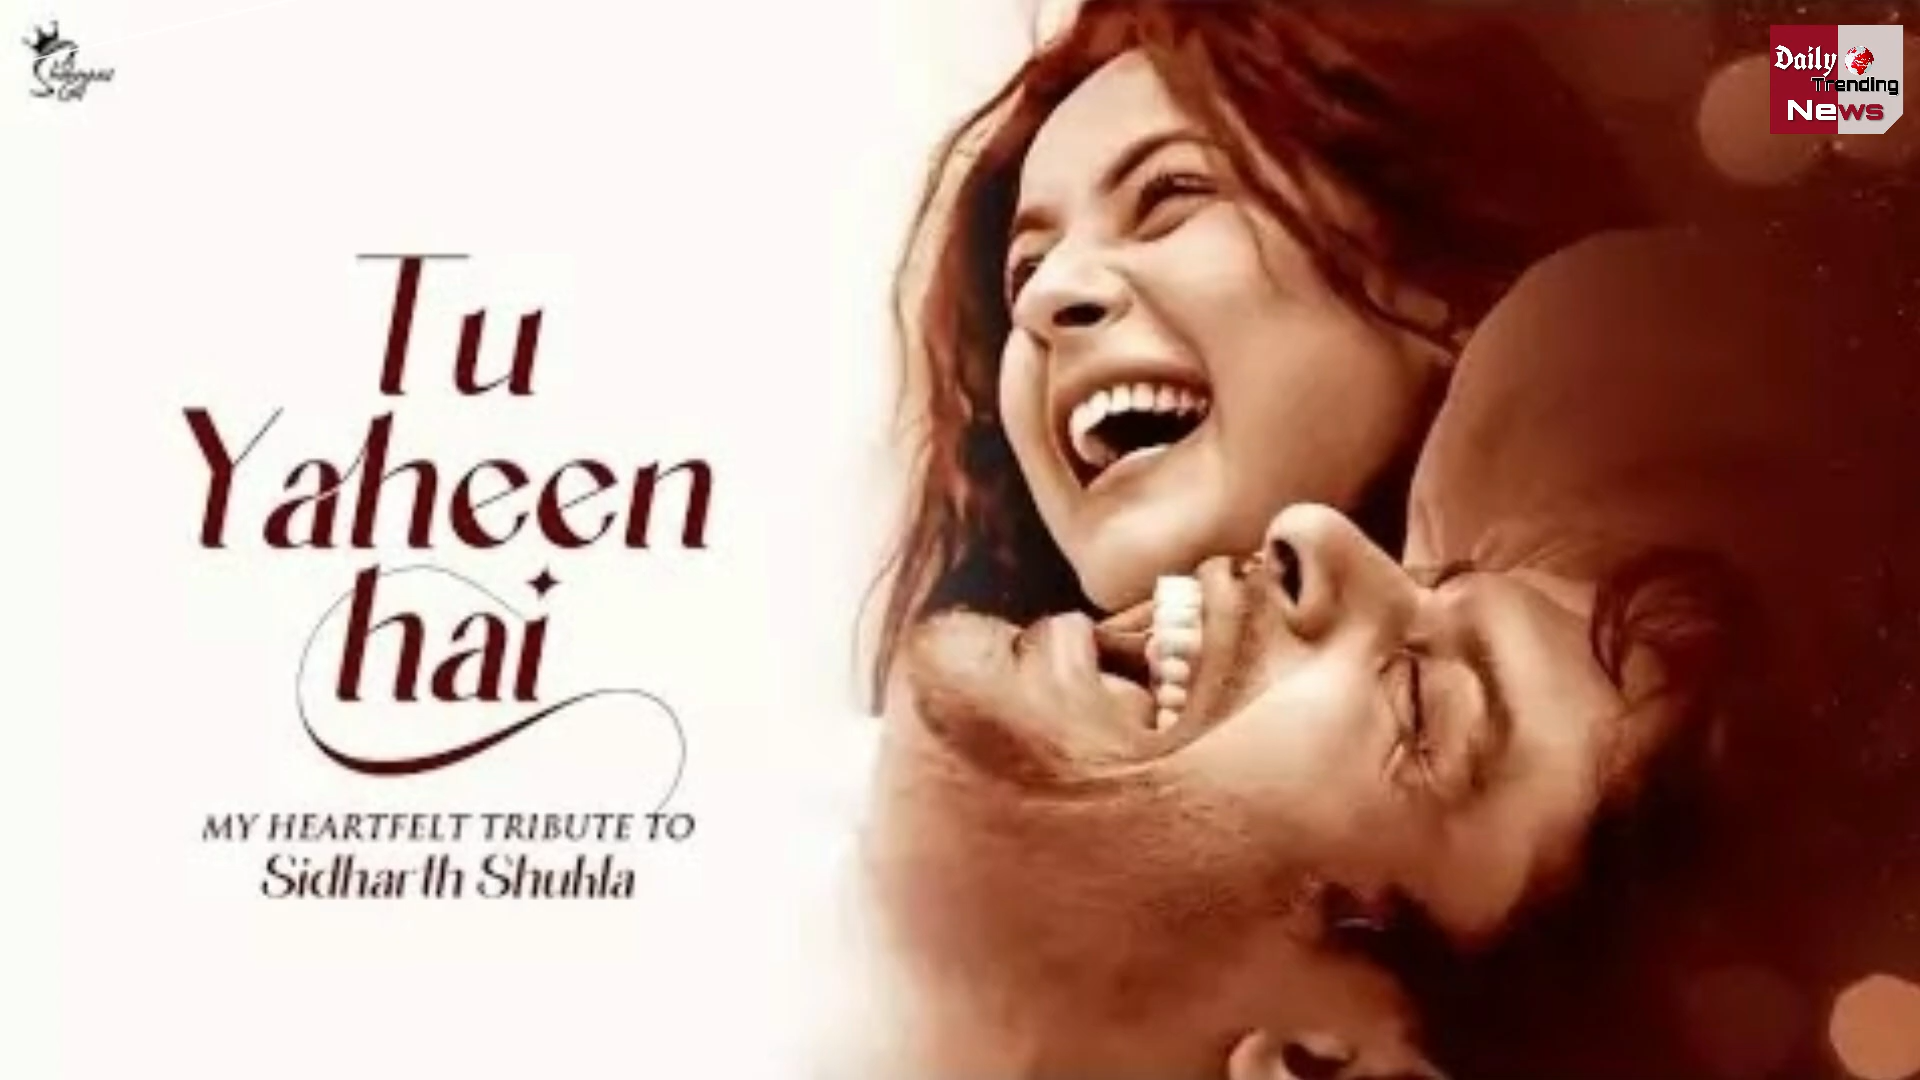 Tu
Yaheen
hai
MY HEARTFELT TRIBUTE TO
Sidharth Shukla
Daily
Trending
News